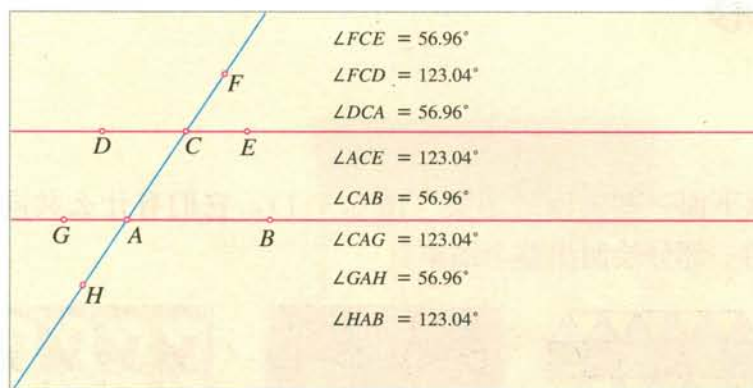 ∠FCE = 56.96°
F
∠FCD = 123.04°
∠DCA = 56.96°
D C E
∠ACE = 123.04°
∠CAB = 56.96°
G A B
∠CAG = 123.04°
∠GAH = 56.96°
H
∠HAB = 123.04°